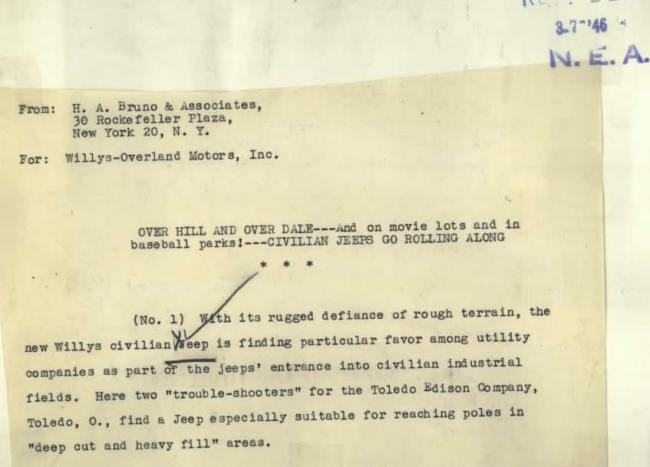 3-7-'46
N. E. A.
From: H. A. Bruno & Associates,
30 Rockefeller Plaza,
New York 20, N. Y.
For: Willys-Overland Motors, Inc.
OVER HILL AND OVER DALE---And on movie lots and in
baseball parks!---CIVILIAN JEEPS GO ROLLING ALONG
* * *
(No. 1) With its rugged defiance of rough terrain, the
new Willys civilian Jeep is finding particular favor among utility
companies as part of the jeeps' entrance into civilian industrial
fields. Here two "trouble-shooters" for the Toledo Edison Company,
Toledo, O., find a Jeep especially suitable for reaching poles in
"deep cut and heavy fill" areas.